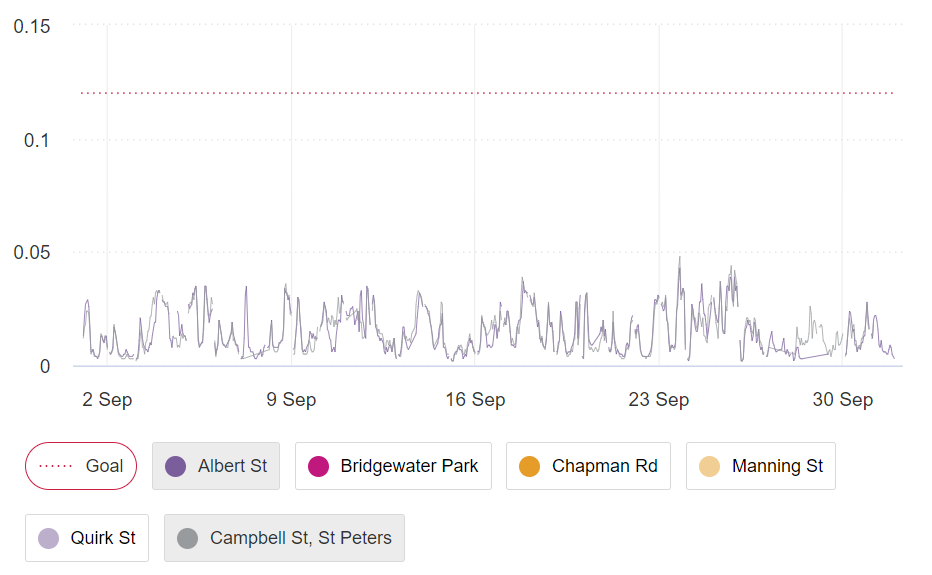 0.15
0.1
0.05
0
2 Sep 9 Sep 16 Sep 23 Sep 30 Sep
Goal Albert St Bridgewater Park Chapman Rd Manning St
Quirk St Campbell St, St Peters